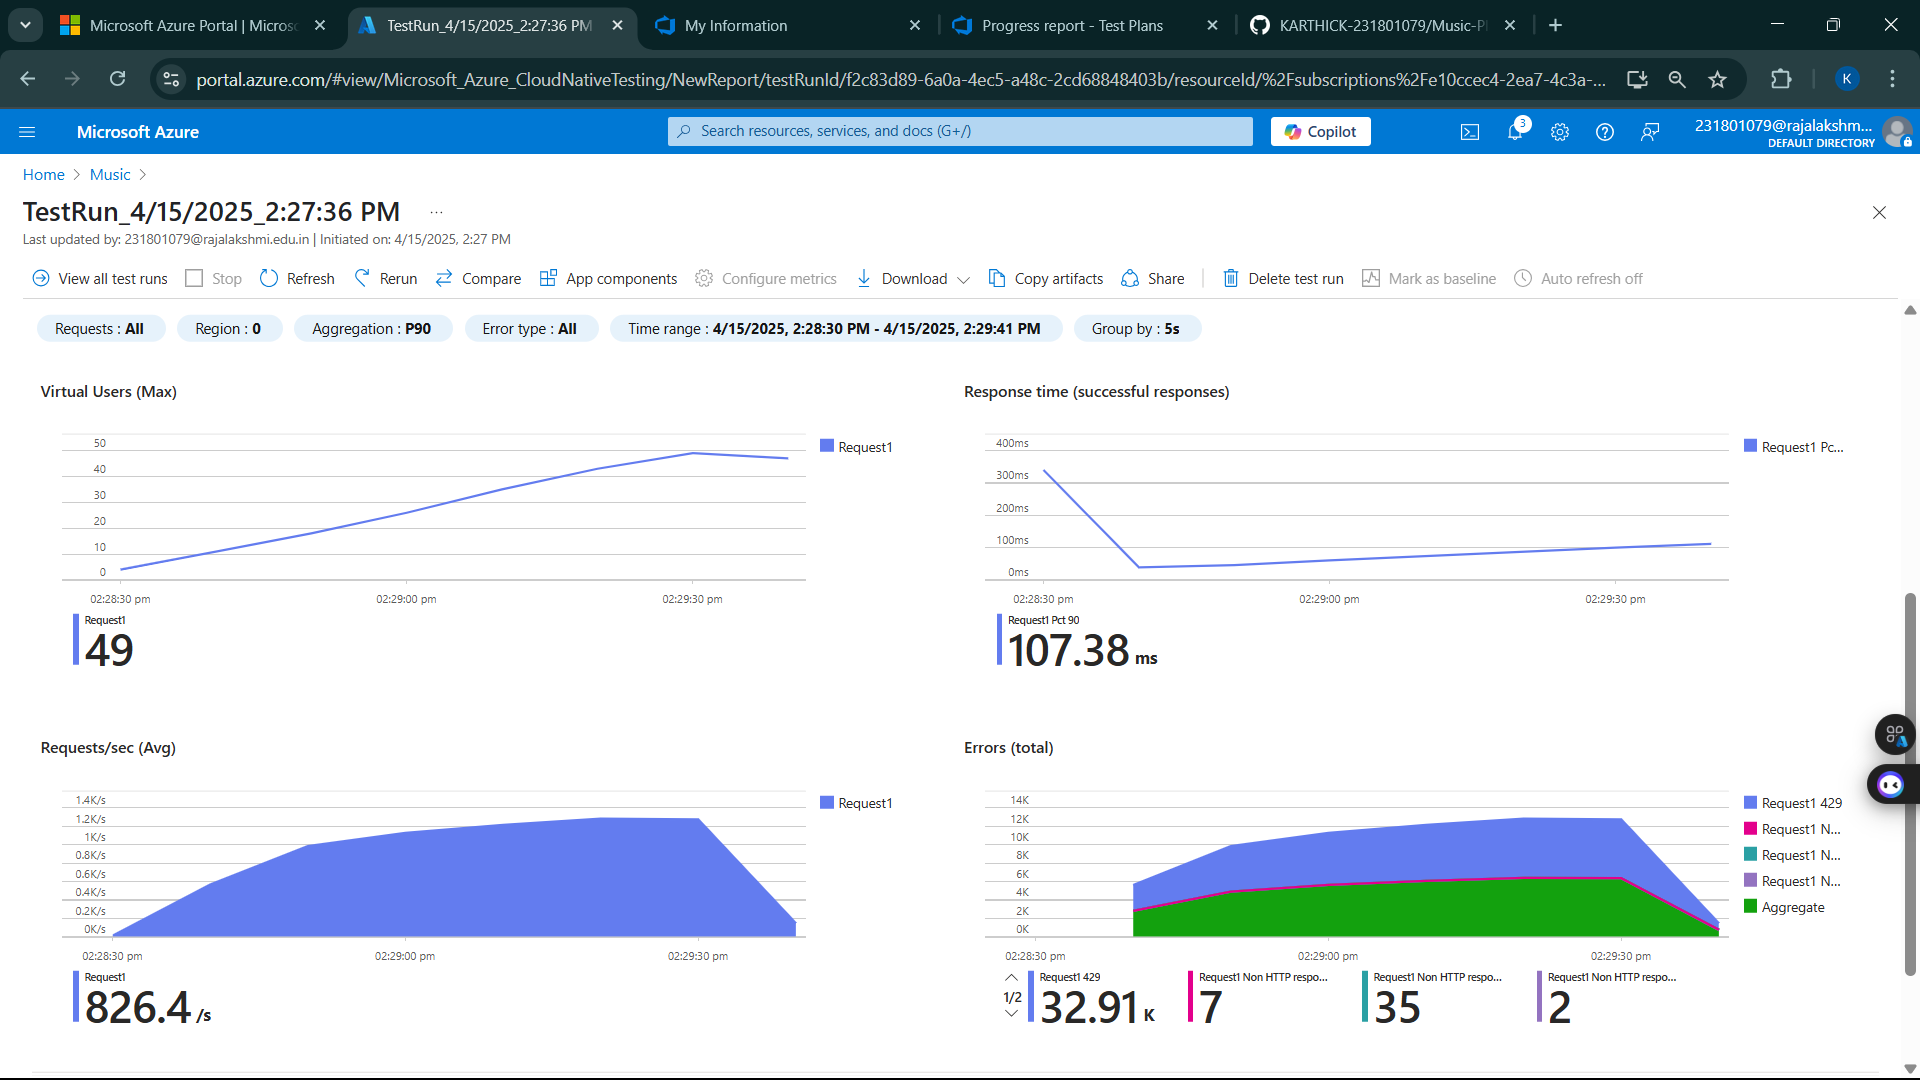 Microsoft Azure Portal | Microsc
TestRun_4/15/2025_2:27:36 PM
My Information
Progress report - Test Plans
KARTHICK-231801079/Music-Pl
portal.azure.com/#view/Microsoft_Azure_CloudNativeTesting/NewReport/testRunId/f2c83d89-6a0a-4ec5-a48c-2cd68848403b/resourceId/%2Fsubscriptions%2Fe10ccec4-2ea7-4c3a-...
K
Microsoft Azure
Search resources, services, and docs (G+/)
Copilot
3
231801079@rajalakshm...
DEFAULT DIRECTORY
Home > Music >
TestRun_4/15/2025_2:27:36 PM ...
Last updated by: 231801079@rajalakshmi.edu.in | Initiated on: 4/15/2025, 2:27 PM
View all test runs Stop Refresh Rerun Compare App components Configure metrics Download Copy artifacts Share Delete test run Mark as baseline Auto refresh off
Requests : All Region : 0 Aggregation : P90 Error type : All Time range : 4/15/2025, 2:28:30 PM - 4/15/2025, 2:29:41 PM Group by : 5s
Virtual Users (Max)
50
40
30
20
10
0
02:28:30 pm 02:29:00 pm 02:29:30 pm
Request1
Request1
49
Response time (successful responses)
400ms
300ms
200ms
100ms
0ms
02:28:30 pm 02:29:00 pm 02:29:30 pm
Request1 Pc...
Request1 Pct 90
107.38 ms
Requests/sec (Avg)
1.4K/s
1.2K/s
1K/s
0.8K/s
0.6K/s
0.4K/s
0.2K/s
0K/s
02:28:30 pm 02:29:00 pm 02:29:30 pm
Request1
Request1
826.4 /s
Errors (total)
14K
12K
10K
8K
6K
4K
2K
0K
02:28:30 pm 02:29:00 pm 02:29:30 pm
Request1 429
Request1 N...
Request1 N...
Request1 N...
Aggregate
1/2
Request1 429
32.91 K
Request1 Non HTTP respo...
7
Request1 Non HTTP respo...
35
Request1 Non HTTP respo...
2